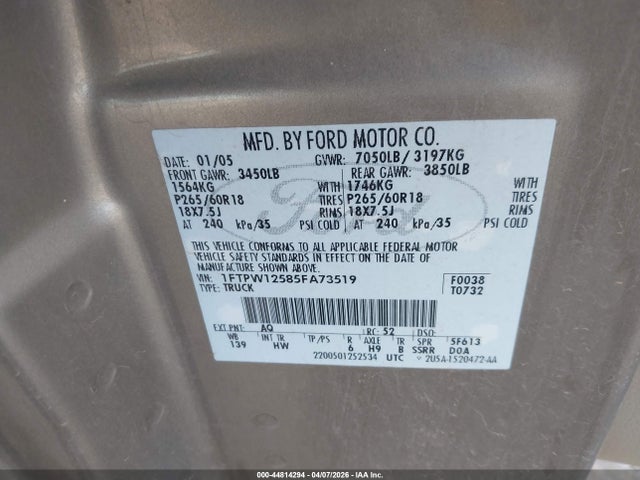 MFD. BY FORD MOTOR CO.
DATE: 01/05 GVWR: 7050LB/ 3197KG
FRONT GAWR: 3450LB REAR GAWR: 3850LB
1564KG WITH 1746KG WITH
P265/60R18 TIRES P265/60R18 TIRES
18X7.5J RIMS 18X7.5J RIMS
AT 240 kPa/35 PSI COLD AT 240 kPa/35 PSI COLD
THIS VEHICLE CONFORMS TO ALL APPLICABLE FEDERAL MOTOR
VEHICLE SAFETY STANDARDS IN EFFECT ON THE DATE OF
MANUFACTURE SHOWN ABOVE.
VIN: 1FTPW12585FA73519 F0038
TYPE: TRUCK T0732
Ford
EXT PNT: AQ RC: 52 DSO:
WB INT TR TP/PS R AXLE TR SPR 5F613
139 HW 6 H9 B SSRR D0A
2200501252534 UTC 2U5A-1520472-AA
000-44814294 - 04/07/2026 - IAA Inc.